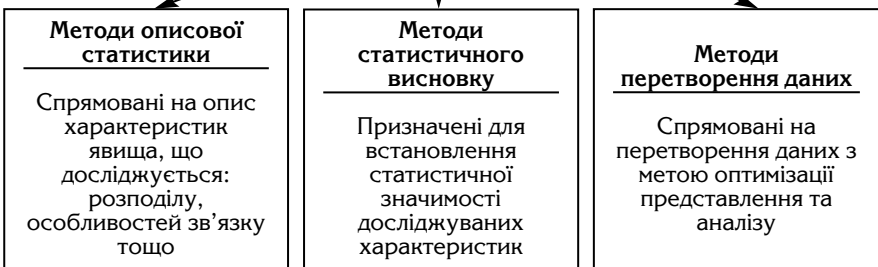 Методи описової
статистики
Спрямовані на опис
характеристик
явища, що
досліджується:
розподілу,
особливостей зв’язку
тощо
Методи
статистичного
висновку
Призначені для
встановлення
статистичної
значимості
досліджуваних
характеристик
Методи
перетворення даних
Спрямовані на
перетворення даних з
метою оптимізації
представлення та
аналізу